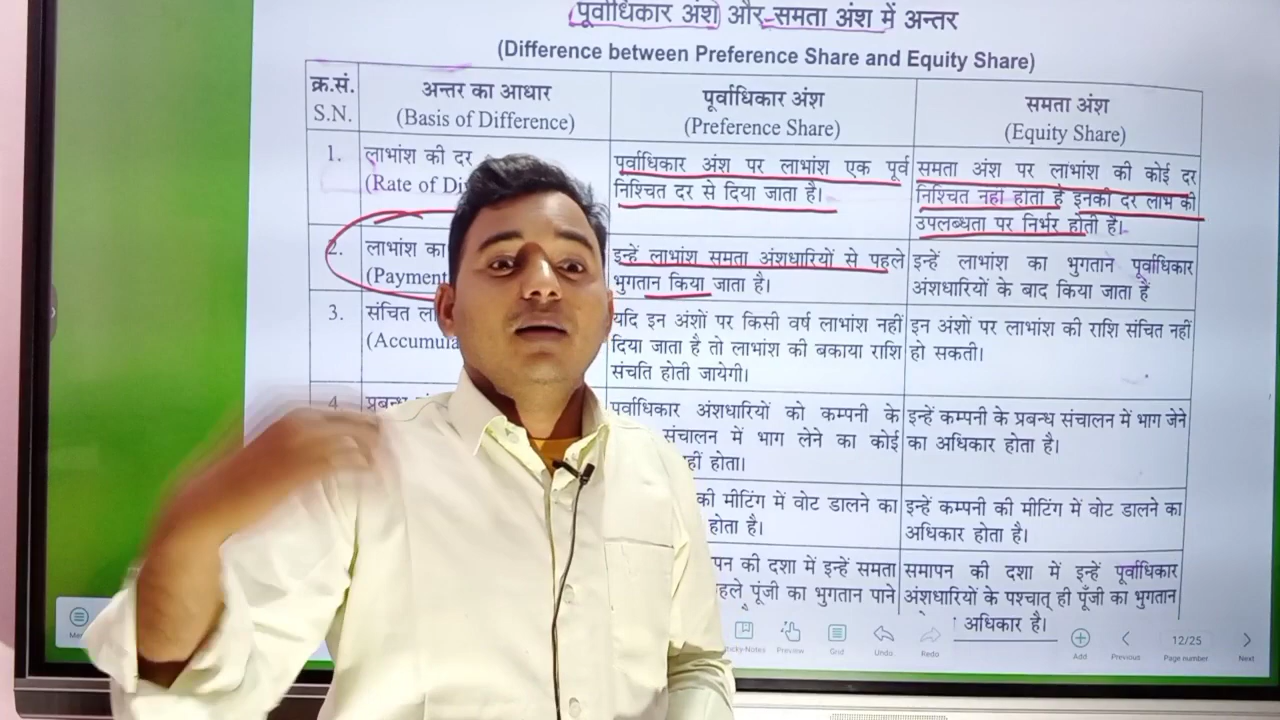 पूर्वाधिकार अंश और समता अंश में अन्तर
(Difference between Preference Share and Equity Share)
क्र.सं.
S.N.
अन्तर का आधार
(Basis of Difference)
पूर्वाधिकार अंश
(Preference Share)
समता अंश
(Equity Share)
1.
लाभांश की दर
(Rate of
पूर्वाधिकार अंश पर लाभांश एक पूर्व
निश्चित दर से दिया जाता है।
समता अंश पर लाभांश की कोई दर
निश्चित नहीं होता है इनकी दर लाभ की
उपलब्धता पर निर्भर होती है।
2.
लाभांश का
(Payment
इन्हें लाभांश समता अंशधारियों से पहले
भुगतान किया जाता है।
इन्हें लाभांश का भुगतान पूर्वाधिकार
अंशधारियों के बाद किया जाता है
3.
संचित
यदि इन अंशों पर किसी वर्ष लाभांश नहीं
दिया जाता है तो लाभांश की बकाया राशि
संचति होती जायेगी।
इन अंशों पर लाभांश की राशि संचित नहीं
हो सकती।
4
पूर्वाधिकार अंशधारियों को कम्पनी के
संचालन में भाग लेने का कोई
होता।
इन्हें कम्पनी के प्रबन्ध संचालन में भाग जेने
का अधिकार होता है।
की मीटिंग में वोट डालने का
होता है।
इन्हें कम्पनी की मीटिंग में वोट डालने का
अधिकार होता है।
की दशा में इन्हें समता
पूंजी का भुगतान पाने
समापन की दशा में इन्हें पूर्वाधिकार
अंशधारियों के पश्चात् ही पूँजी का भुगतान
अधिकार है।
Preview
Grid
Undo
Redo
Add
Previous
12/25
Page number
Next